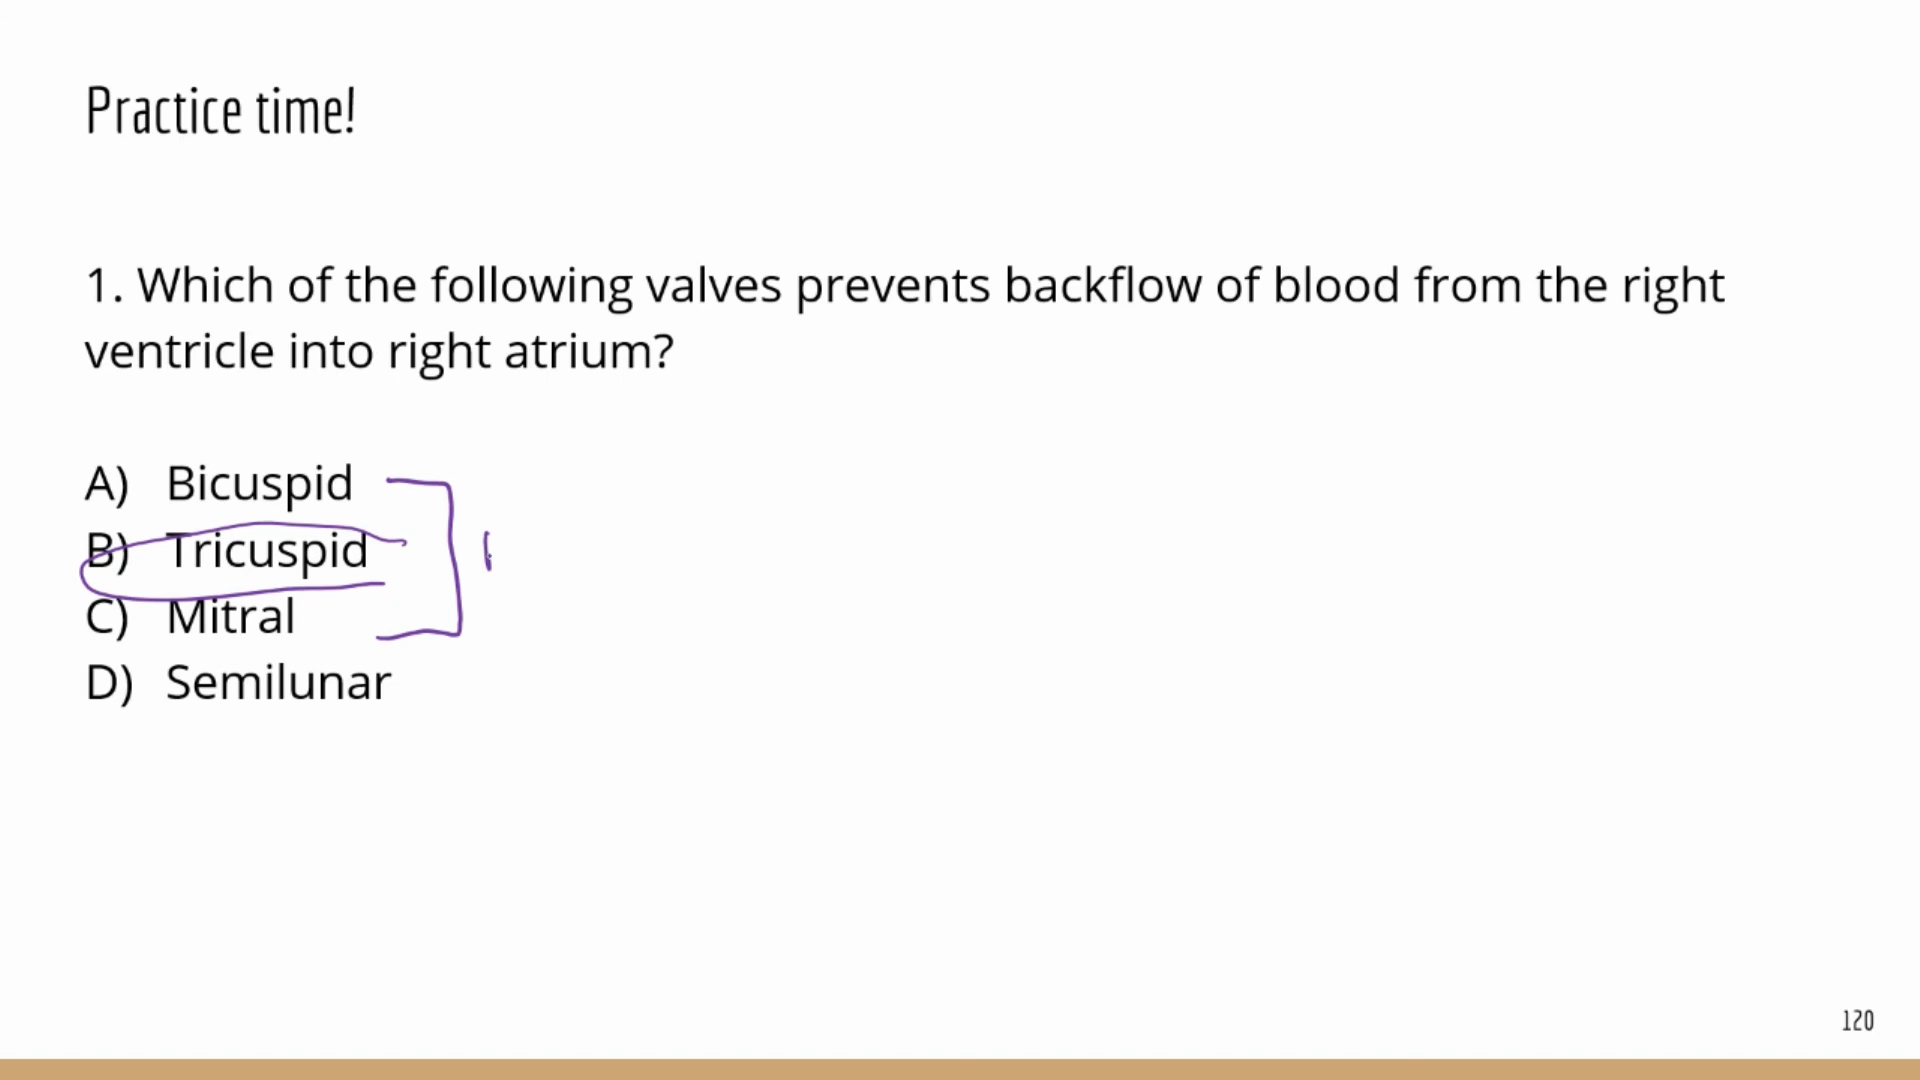 Practice time!
1. Which of the following valves prevents backflow of blood from the right
ventricle into right atrium?
A) Bicuspid
B) Tricuspid
C) Mitral
D) Semilunar
120